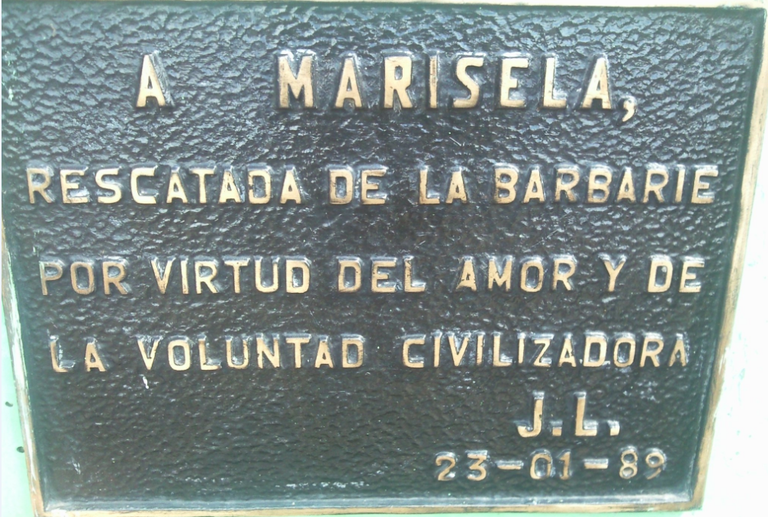 A MARISELA,
RESCATADA DE LA BARBARIE
POR VIRTUD DEL AMOR Y DE
LA VOLUNTAD CIVILIZADORA
J.L.
23-01-89